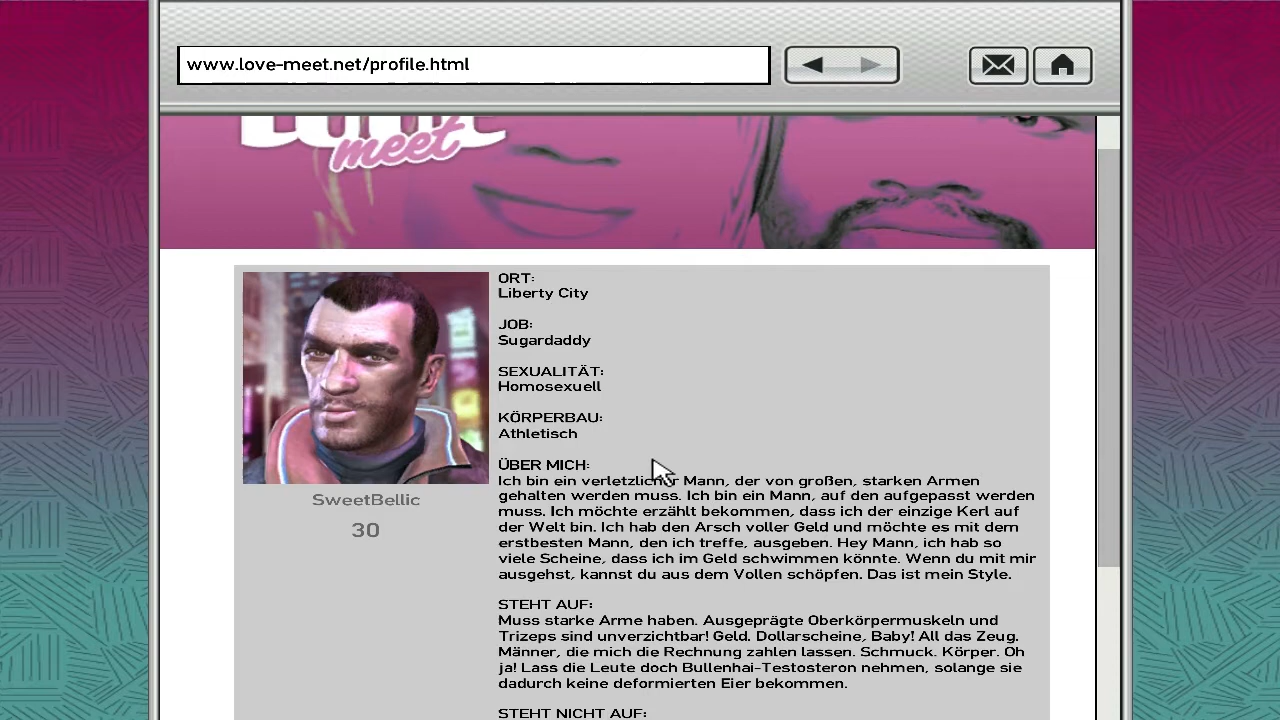 www.love-meet.net/profile.html
meet
ORT:
Liberty City
JOB:
Sugardaddy
SEXUALITÄT:
Homosexuell
KÖRPERBAU:
Athletisch
ÜBER MICH:
Ich bin ein verletzlicher Mann, der von großen, starken Armen
gehalten werden muss. Ich bin ein Mann, auf den aufgepasst werden
muss. Ich möchte erzählt bekommen, dass ich der einzige Kerl auf
der Welt bin. Ich hab den Arsch voller Geld und möchte es mit dem
erstbesten Mann, den ich treffe, ausgeben. Hey Mann, ich hab so
viele Scheine, dass ich im Geld schwimmen könnte. Wenn du mit mir
ausgehst, kannst du aus dem Vollen schöpfen. Das ist mein Style.
STEHT AUF:
Muss starke Arme haben. Ausgeprägte Oberkörpermuskeln und
Trizeps sind unverzichtbar! Geld. Dollarscheine, Baby! All das Zeug.
Männer, die mich die Rechnung zahlen lassen. Schmuck. Körper. Oh
ja! Lass die Leute doch Bullenhai-Testosteron nehmen, solange sie
dadurch keine deformierten Eier bekommen.
STEHT NICHT AUF:
SweetBellic
30